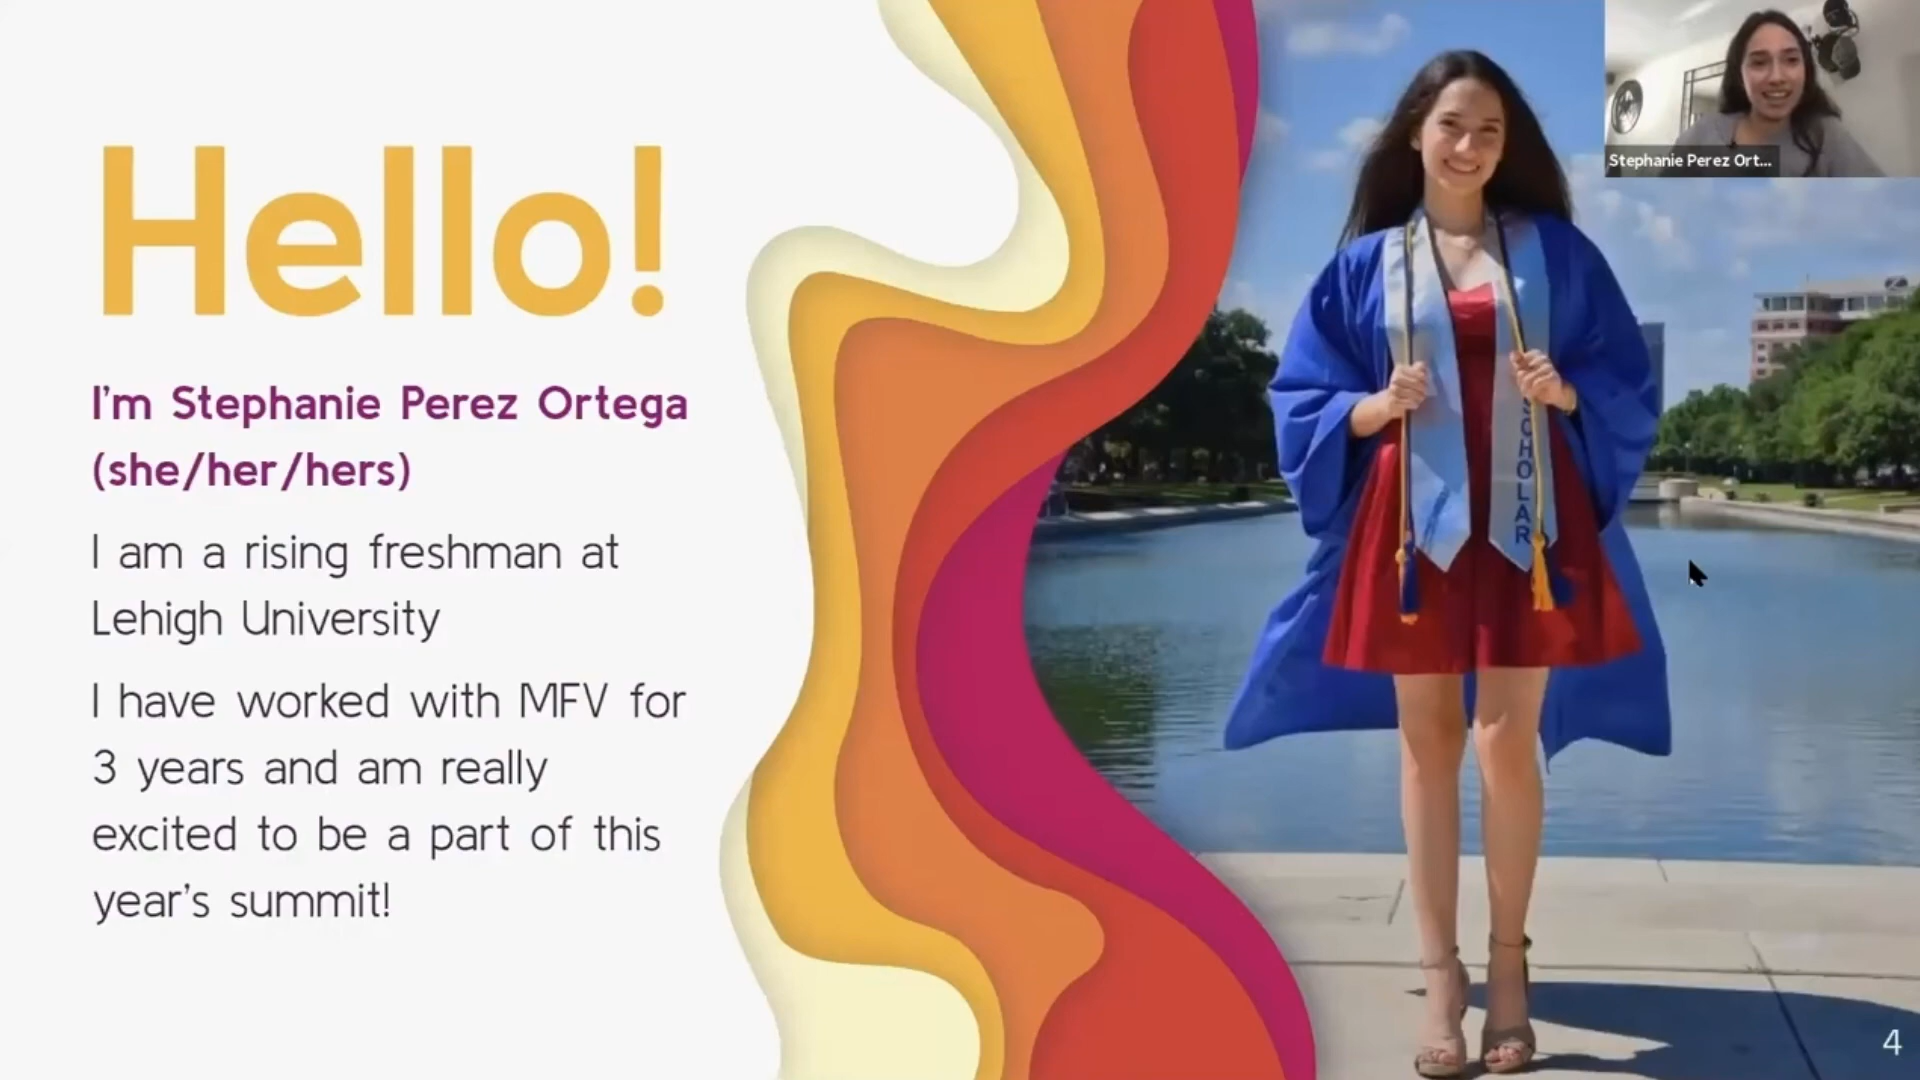 Hello!
I'm Stephanie Perez Ortega
(she/her/hers)
I am a rising freshman at
Lehigh University
I have worked with MFV for
3 years and am really
excited to be a part of this
year's summit!
Stephanie Perez Ort...
SCHOLAR
4